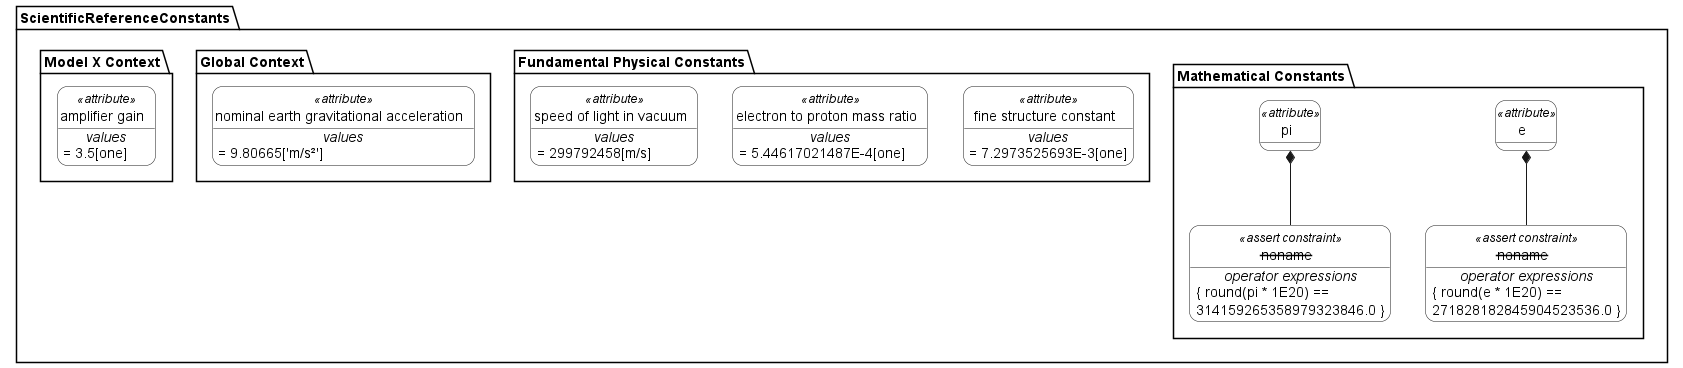 ScientificReferenceConstants
Model X Context
«attribute»
amplifier gain
values
= 3.5[one]
Global Context
«attribute»
nominal earth gravitational acceleration
values
= 9.80665['m/s²']
Fundamental Physical Constants
«attribute»
speed of light in vacuum
values
= 299792458[m/s]
«attribute»
electron to proton mass ratio
values
= 5.44617021487E-4[one]
«attribute»
fine structure constant
values
= 7.2973525693E-3[one]
Mathematical Constants
«attribute»
pi
«assert constraint»
noname
operator expressions
{ round(pi * 1E20) ==
314159265358979323846.0 }
«attribute»
e
«assert constraint»
noname
operator expressions
{ round(e * 1E20) ==
271828182845904523536.0 }